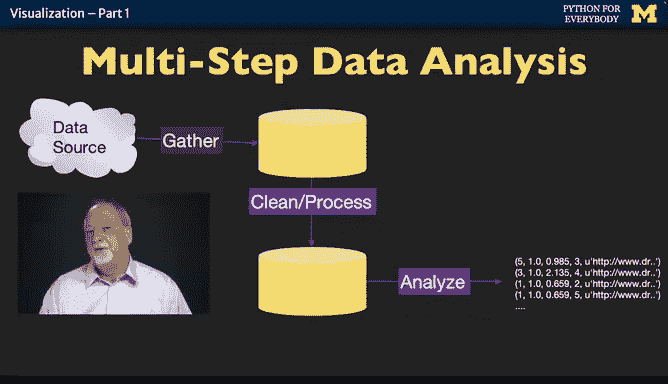 Visualization – Part 1
PYTHON FOR
EVERYBODY
M
Multi-Step Data Analysis
Data
Source
Gather
Clean/Process
Analyze
(5, 1.0, 0.985, 3, u'http://www.dr..')
(3, 1.0, 2.135, 4, u'http://www.dr..')
(1, 1.0, 0.659, 2, u'http://www.dr..')
(1, 1.0, 0.659, 5, u'http://www.dr..')
....